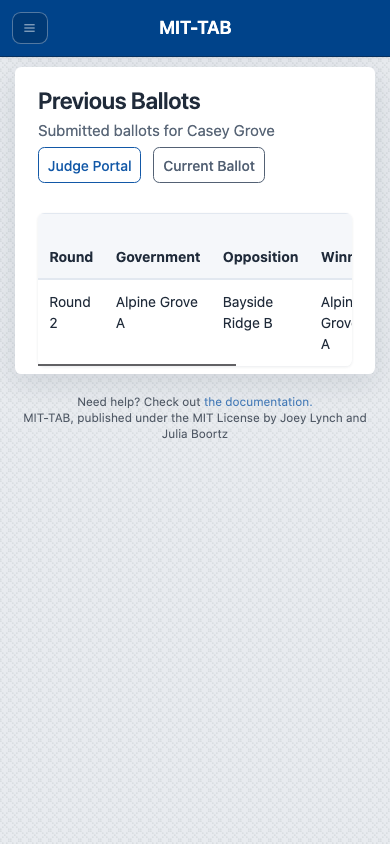 MIT-TAB
Previous Ballots
Submitted ballots for Casey Grove
Judge Portal
Current Ballot
Round Government Opposition
Round Alpine Grove Bayside
2 A Ridge B
A
Need help? Check out the documentation.
MIT-TAB, published under the MIT License by Joey Lynch and
Julia Boortz